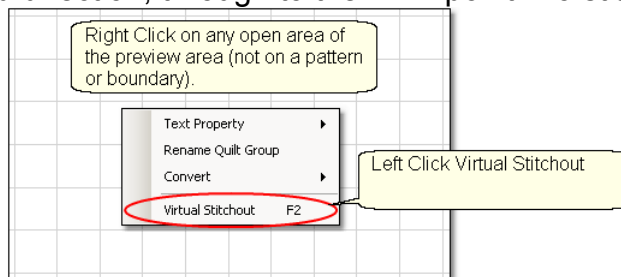 Right Click on any open area of
the preview area (not on a pattern
or boundary).
Text Property
Rename Quilt Group
Convert
Left Click Virtual Stitchout
Virtual Stitchout F2